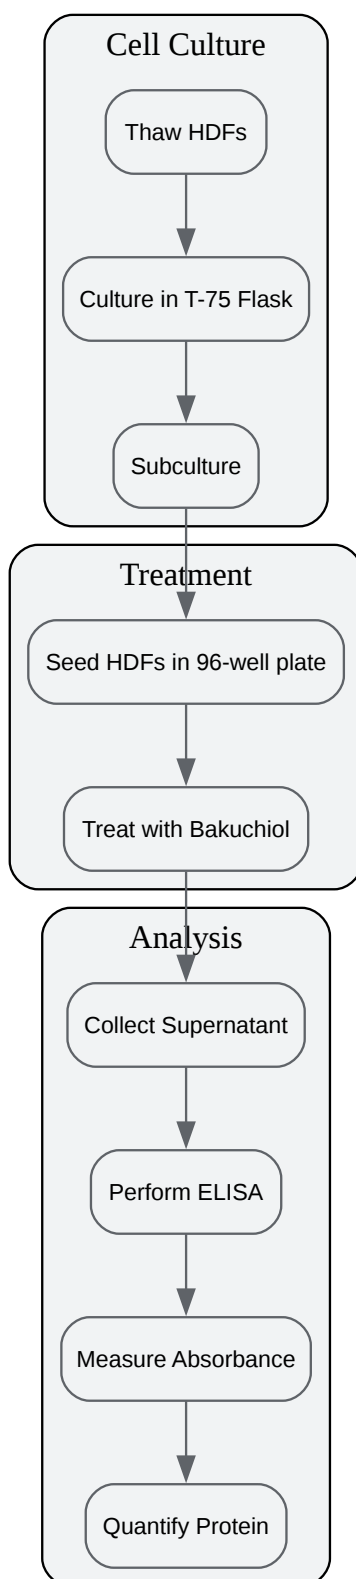 Cell Culture
Thaw HDFs
Culture in T-75 Flask
Subculture
Treatment
Seed HDFs in 96-well plate
Treat with Bakuchiol
Analysis
Collect Supernatant
Perform ELISA
Measure Absorbance
Quantify Protein